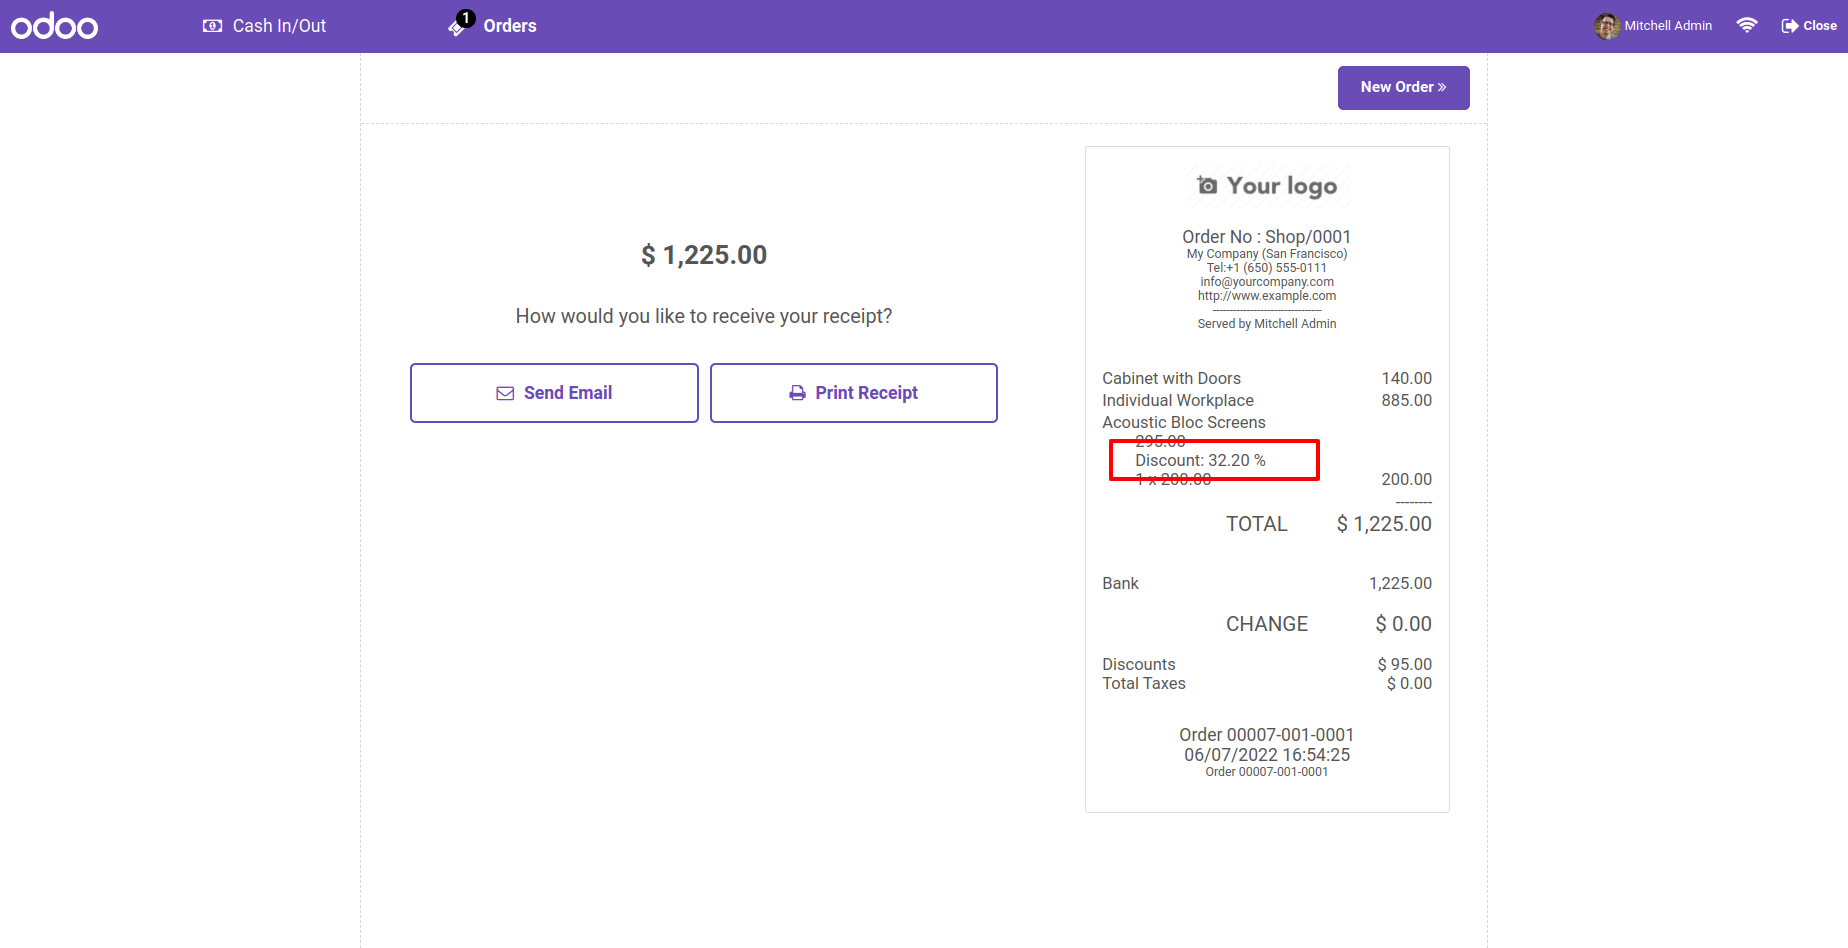 odoo
Cash In/Out
1
Orders
Mitchell Admin
Close
New Order
Your logo
Order No : Shop/0001
My Company (San Francisco)
Tel:+1 (650) 555-0111
info@yourcompany.com
http://www.example.com
--------------------------------
Served by Mitchell Admin
$ 1,225.00
How would you like to receive your receipt?
Send Email
Print Receipt
Cabinet with Doors 140.00
Individual Workplace 885.00
Acoustic Bloc Screens
295.00
Discount: 32.20 %
1 x 200.00 200.00
--------
TOTAL $ 1,225.00
Bank 1,225.00
CHANGE $ 0.00
Discounts $ 95.00
Total Taxes $ 0.00
Order 00007-001-0001
06/07/2022 16:54:25
Order 00007-001-0001